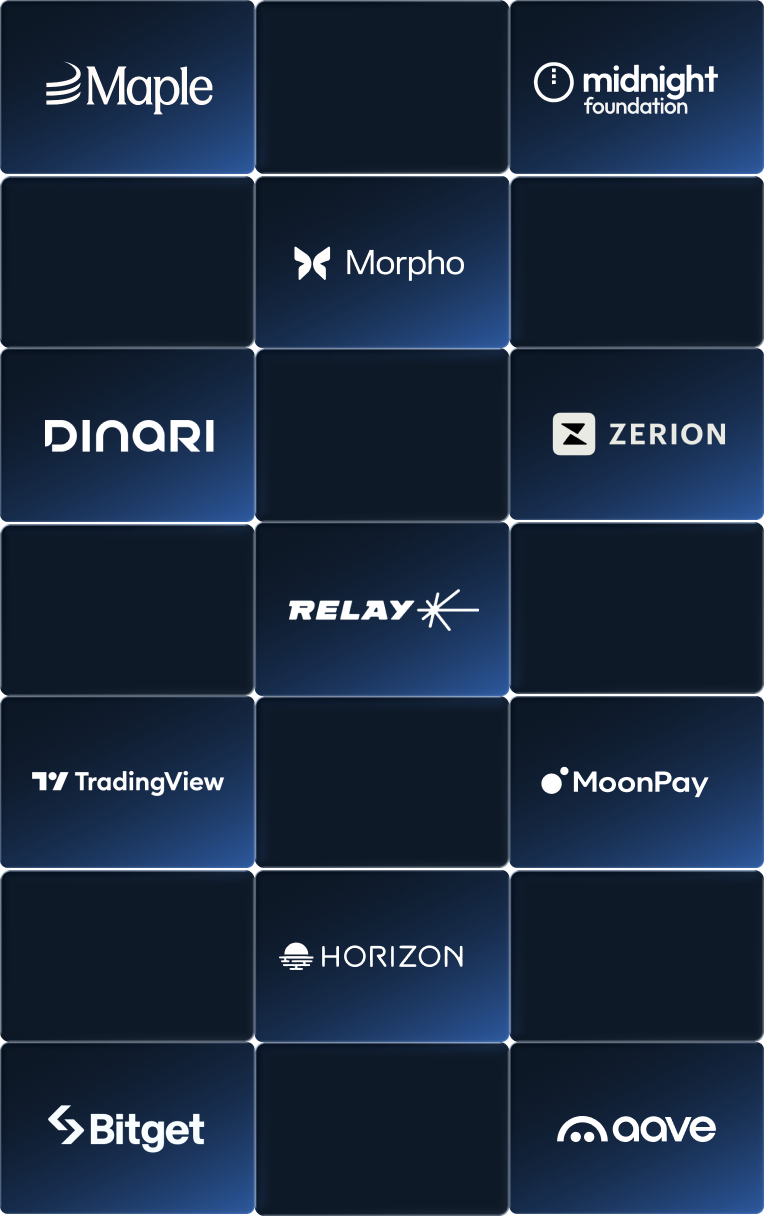 Maple
midnight
foundation
Morpho
DINARI
ZERION
RELAY
TradingView
MoonPay
HORIZON
Bitget
aave